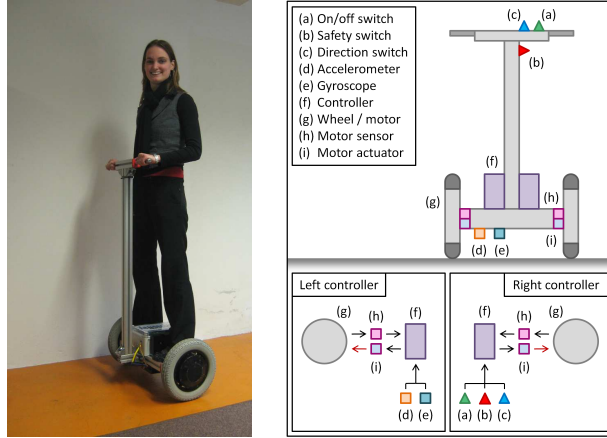 (a) On/off switch
(b) Safety switch
(c) Direction switch
(d) Accelerometer
(e) Gyroscope
(f) Controller
(g) Wheel / motor
(h) Motor sensor
(i) Motor actuator
(c) (a)
(b)
(f)
(g)
(h)
(i)
(d) (e)
Left controller
(g) (h) (f)
(i)
(d) (e)
Right controller
(f) (h) (g)
(i)
(a) (b) (c)